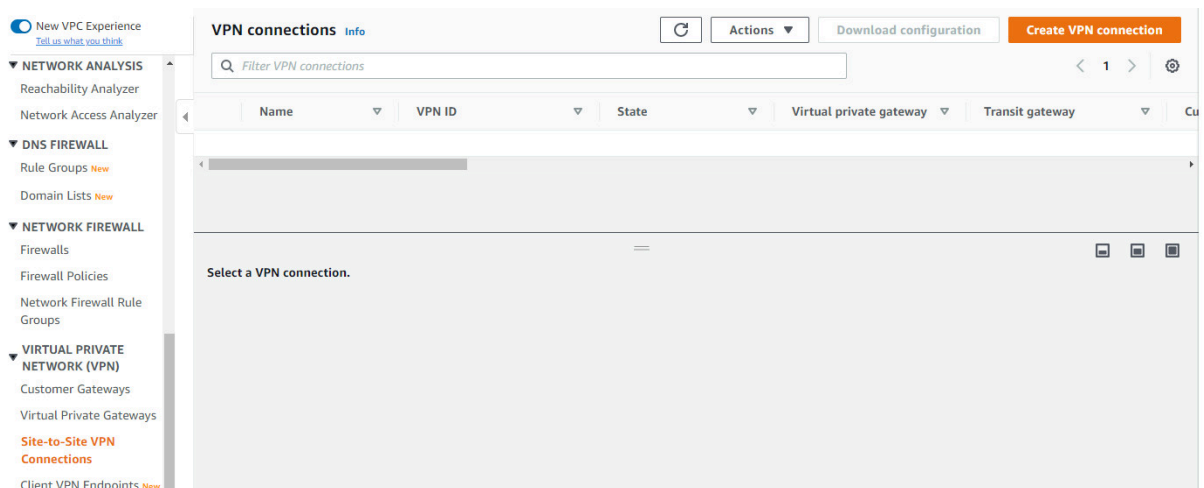 New VPC Experience
Tell us what you think
NETWORK ANALYSIS
Reachability Analyzer
Network Access Analyzer
DNS FIREWALL
Rule Groups New
Domain Lists New
NETWORK FIREWALL
Firewalls
Firewall Policies
Network Firewall Rule
Groups
VIRTUAL PRIVATE
NETWORK (VPN)
Customer Gateways
Virtual Private Gateways
Site-to-Site VPN
Connections
Client VPN Endpoints New
VPN connections Info
Actions
Download configuration
Create VPN connection
Filter VPN connections
1
Name VPN ID State Virtual private gateway Transit gateway Cu
Select a VPN connection.